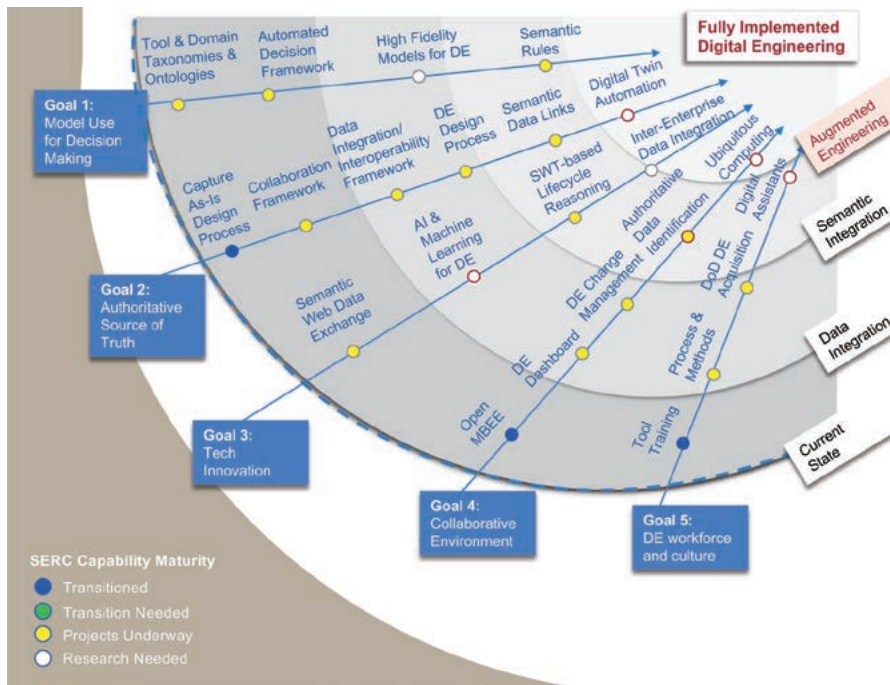 Fully Implemented
Digital Engineering
Tool & Domain
Taxonomies &
Ontologies
Automated
Decision
Framework
High Fidelity
Models for DE
Semantic
Rules
Digital Twin
Automation
Goal 1:
Model Use
for Decision
Making
Capture
As-Is
Design
Process
Collaboration
Framework
Data
Integration/
Interoperability
Framework
DE
Design
Process
Semantic
Data Links
Inter-Enterprise
Data Integration
Ubiquitous
Computing
Augmented
Engineering
Goal 2:
Authoritative
Source of
Truth
Semantic
Web Data
Exchange
AI &
Machine
Learning
for DE
SWT-based
Lifecycle
Reasoning
Authoritative
Data
Identification
Digital
Assistants
Semantic
Integration
Goal 3:
Tech
Innovation
Open
MBEE
DE
Dashboard
DE Change
Management
DoD DE
Acquisition
Process &
Methods
Tool
Training
Data
Integration
Current
State
Goal 4:
Collaborative
Environment
Goal 5:
DE workforce
and culture
SERC Capability Maturity
Transitioned
Transition Needed
Projects Underway
Research Needed